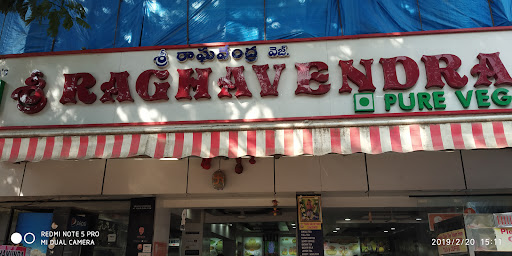 శ్రీ రాఘవేంద్ర వెజ్.
శ్రీ RAGHAVENDRA
PURE VEG
REDMI NOTE 5 PRO
MI DUAL CAMERA
2019/2/20 15:11